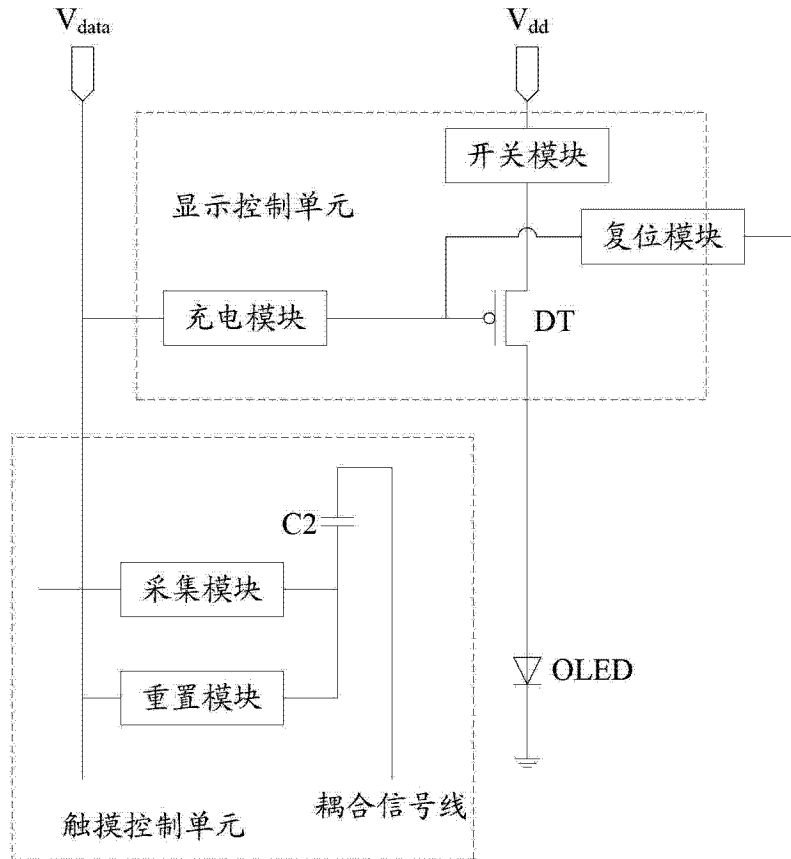 Vdata
Vdd
开关模块
显示控制单元
复位模块
充电模块
DT
C2
采集模块
OLED
重置模块
耦合信号线
触摸控制单元